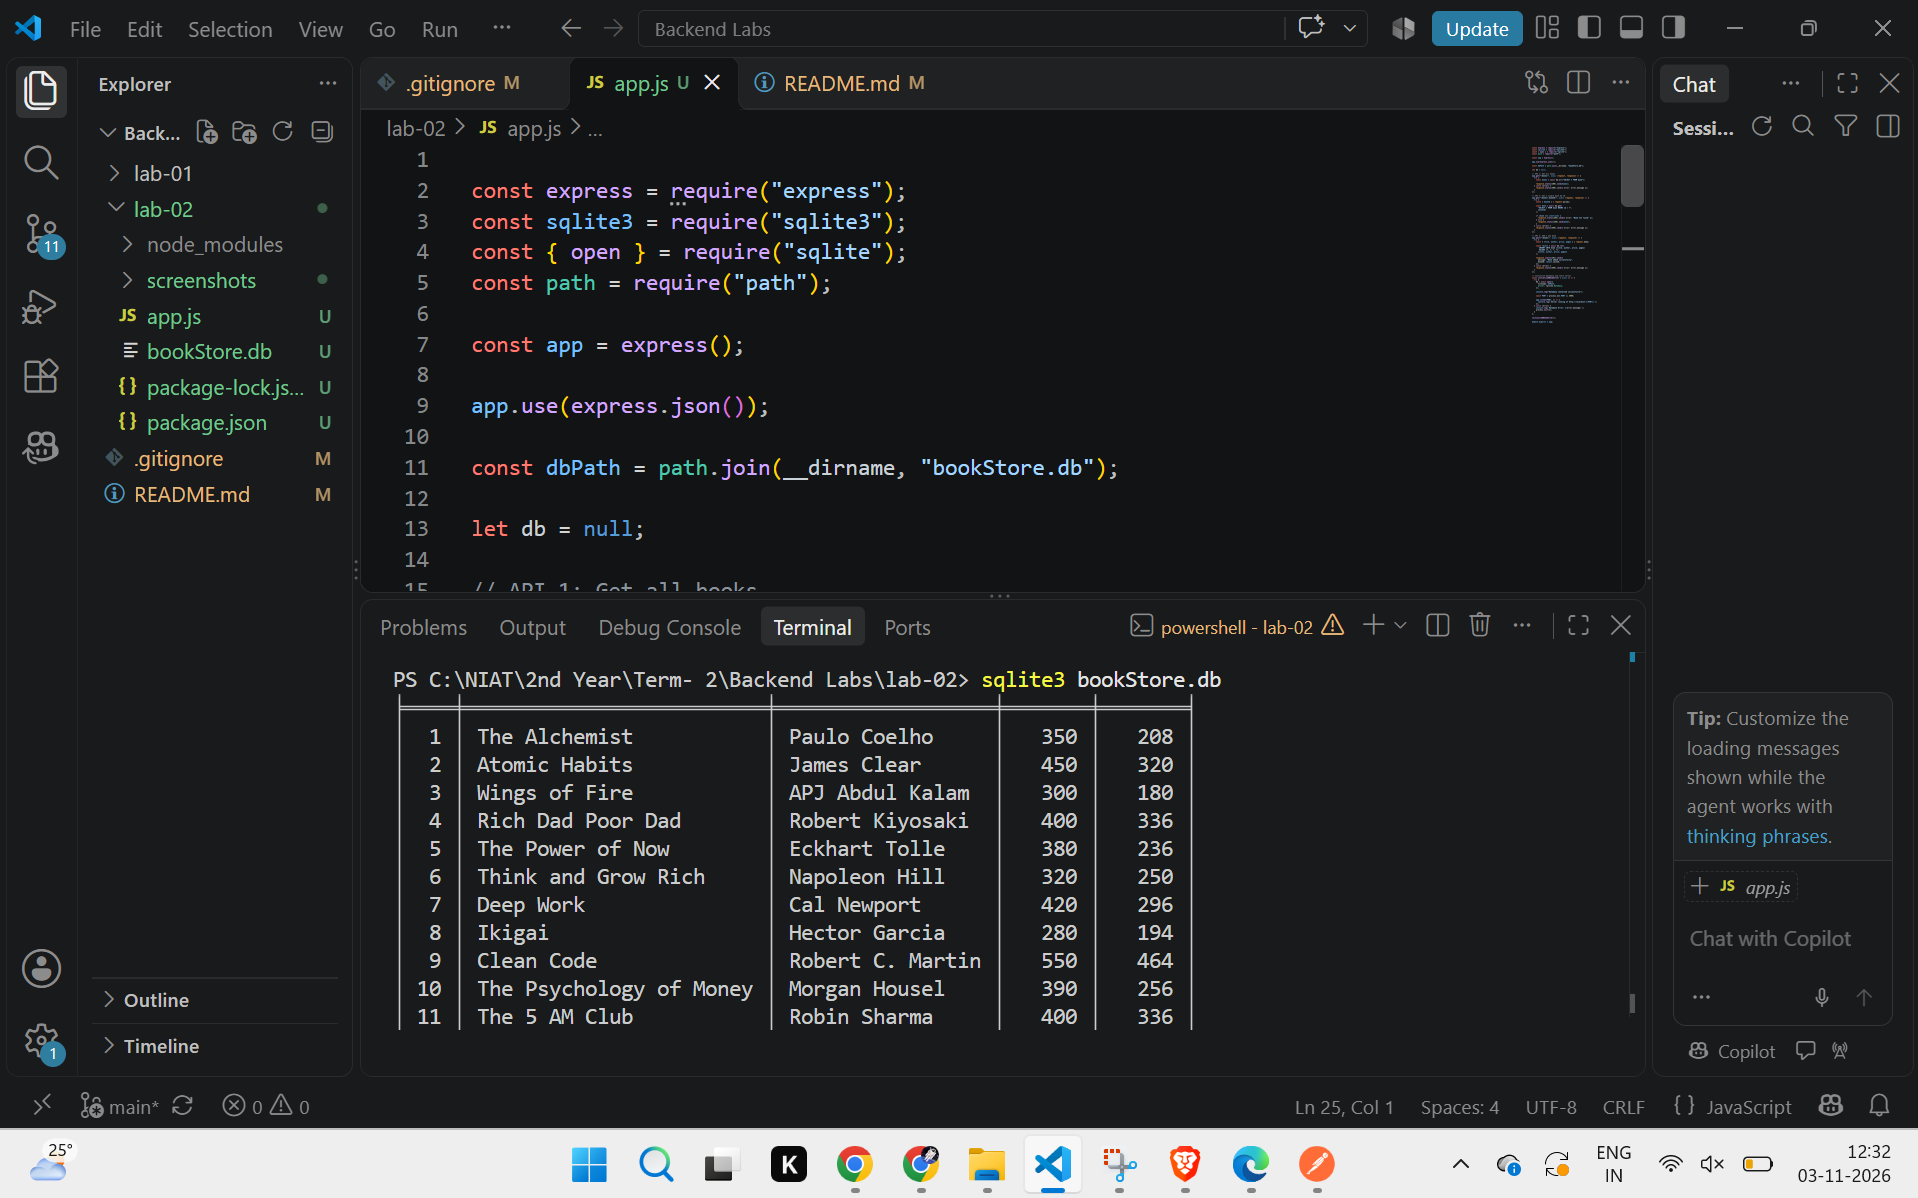 File Edit Selection View Go Run ··· Backend Labs Update
Explorer ···
Back...
lab-01
lab-02
node_modules
screenshots
JS app.js U
bookStore.db U
{} package-lock.js... U
{} package.json U
.gitignore M
README.md M
Outline
Timeline
11
1
.gitignore M JS app.js U README.md M
lab-02 > JS app.js > ...
1
2 const express = require("express");
3 const sqlite3 = require("sqlite3");
4 const { open } = require("sqlite");
5 const path = require("path");
6
7 const app = express();
8
9 app.use(express.json());
10
11 const dbPath = path.join(__dirname, "bookStore.db");
12
13 let db = null;
14
15 // API 1: Get all books
Problems Output Debug Console Terminal Ports powershell - lab-02
PS C:\NIAT\2nd Year\Term- 2\Backend Labs\lab-02> sqlite3 bookStore.db
1 The Alchemist Paulo Coelho 350 208
2 Atomic Habits James Clear 450 320
3 Wings of Fire APJ Abdul Kalam 300 180
4 Rich Dad Poor Dad Robert Kiyosaki 400 336
5 The Power of Now Eckhart Tolle 380 236
6 Think and Grow Rich Napoleon Hill 320 250
7 Deep Work Cal Newport 420 296
8 Ikigai Hector Garcia 280 194
9 Clean Code Robert C. Martin 550 464
10 The Psychology of Money Morgan Housel 390 256
11 The 5 AM Club Robin Sharma 400 336
Chat
Sessi...
Tip: Customize the
loading messages
shown while the
agent works with
thinking phrases.
JS app.js
Chat with Copilot
Copilot
main* 0 0 Ln 25, Col 1 Spaces: 4 UTF-8 CRLF {} JavaScript
25°
K
ENG
IN
12:32
03-11-2026